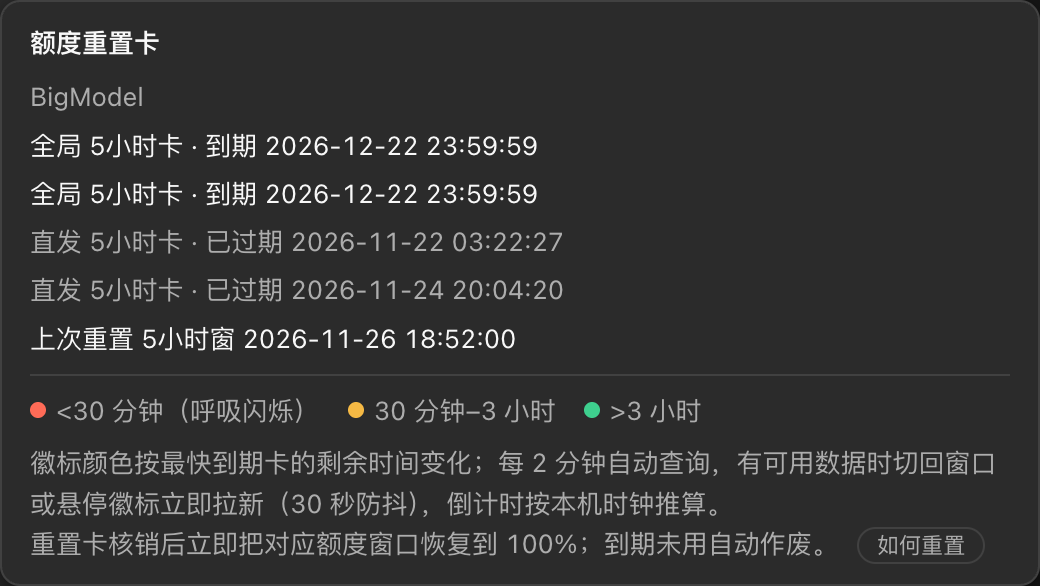 额度重置卡
BigModel
全局 5小时卡 · 到期 2026-12-22 23:59:59
全局 5小时卡 · 到期 2026-12-22 23:59:59
直发 5小时卡 · 已过期 2026-11-22 03:22:27
直发 5小时卡 · 已过期 2026-11-24 20:04:20
上次重置 5小时窗 2026-11-26 18:52:00
<30 分钟（呼吸闪烁） 30 分钟–3 小时 >3 小时
徽标颜色按最快到期卡的剩余时间变化；每 2 分钟自动查询，有可用数据时切回窗口
或悬停徽标立即拉新（30 秒防抖），倒计时按本机时钟推算。
重置卡核销后立即把对应额度窗口恢复到 100%；到期未用自动作废。 如何重置